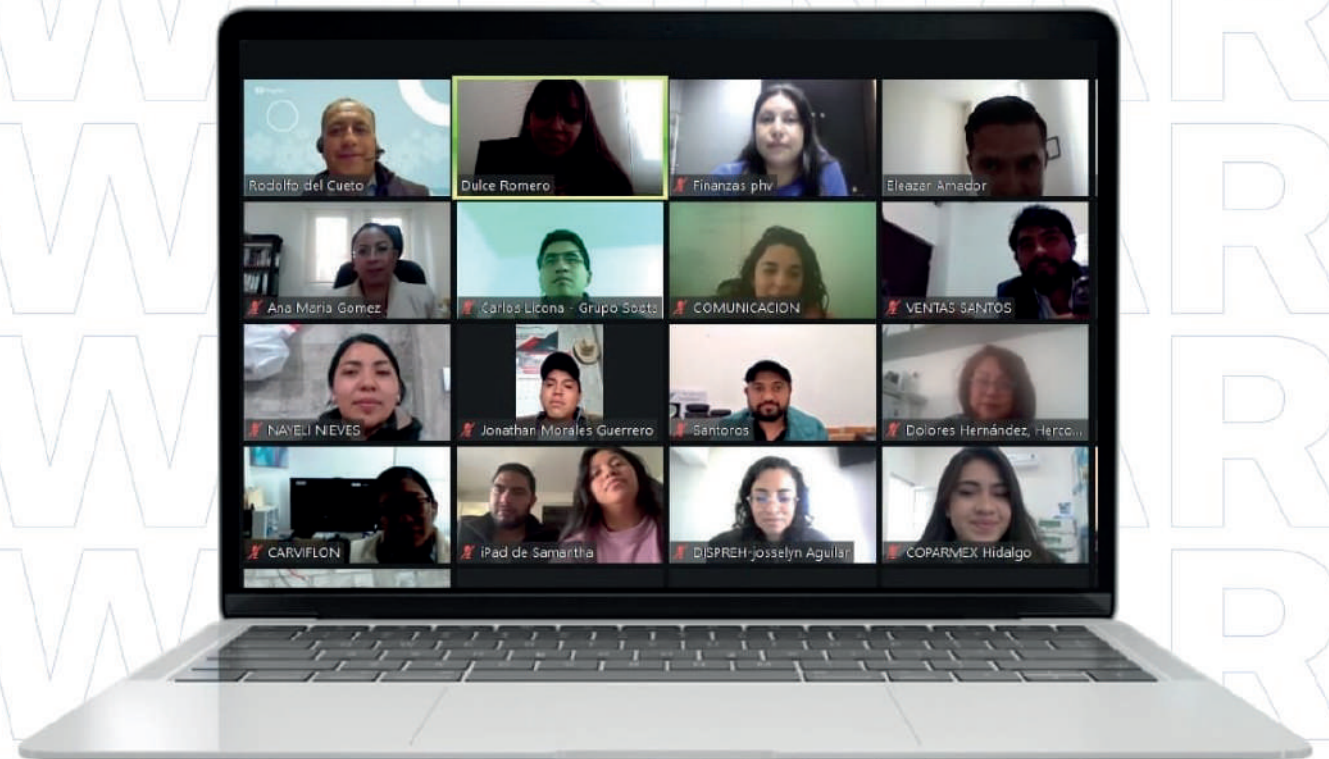 WEBINAR
Rodolfo del Cueto
Dulce Romero
Finanzas phv
Eleazar Amador
Ana Maria Gomez
Carlos Licona - Grupo
COMUNICACION
VENTAS SANTOS
NAYELI NIEVES
Jonathan Morales Guerrero
Santoros
Dolores Hernández, Herco...
CARVIFLON
iPad de Samantha
DISPREH-josselyn Aguilar
COPARMEX Hidalgo